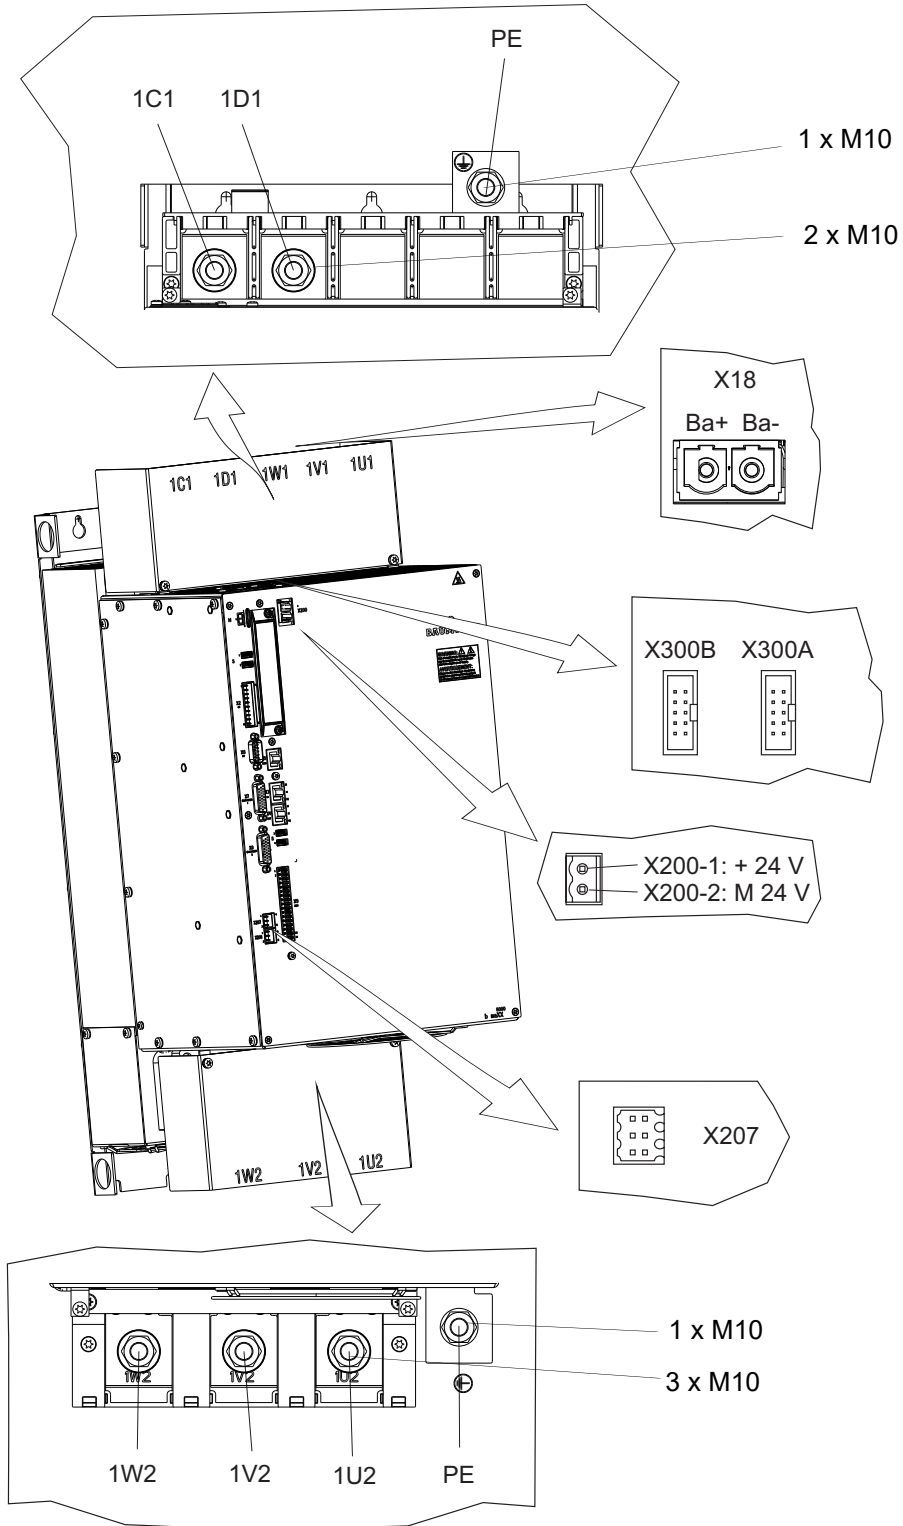 PE
1C1 1D1
1 x M10
2 x M10
X18
Ba+ Ba-
1C1 1D1 1W1 1V1 1U1
X300B X300A
X200-1: + 24 V
X200-2: M 24 V
X207
1W2 1V2 1U2
1 x M10
3 x M10
1W2 1V2 1U2
1W2 1V2 1U2 PE